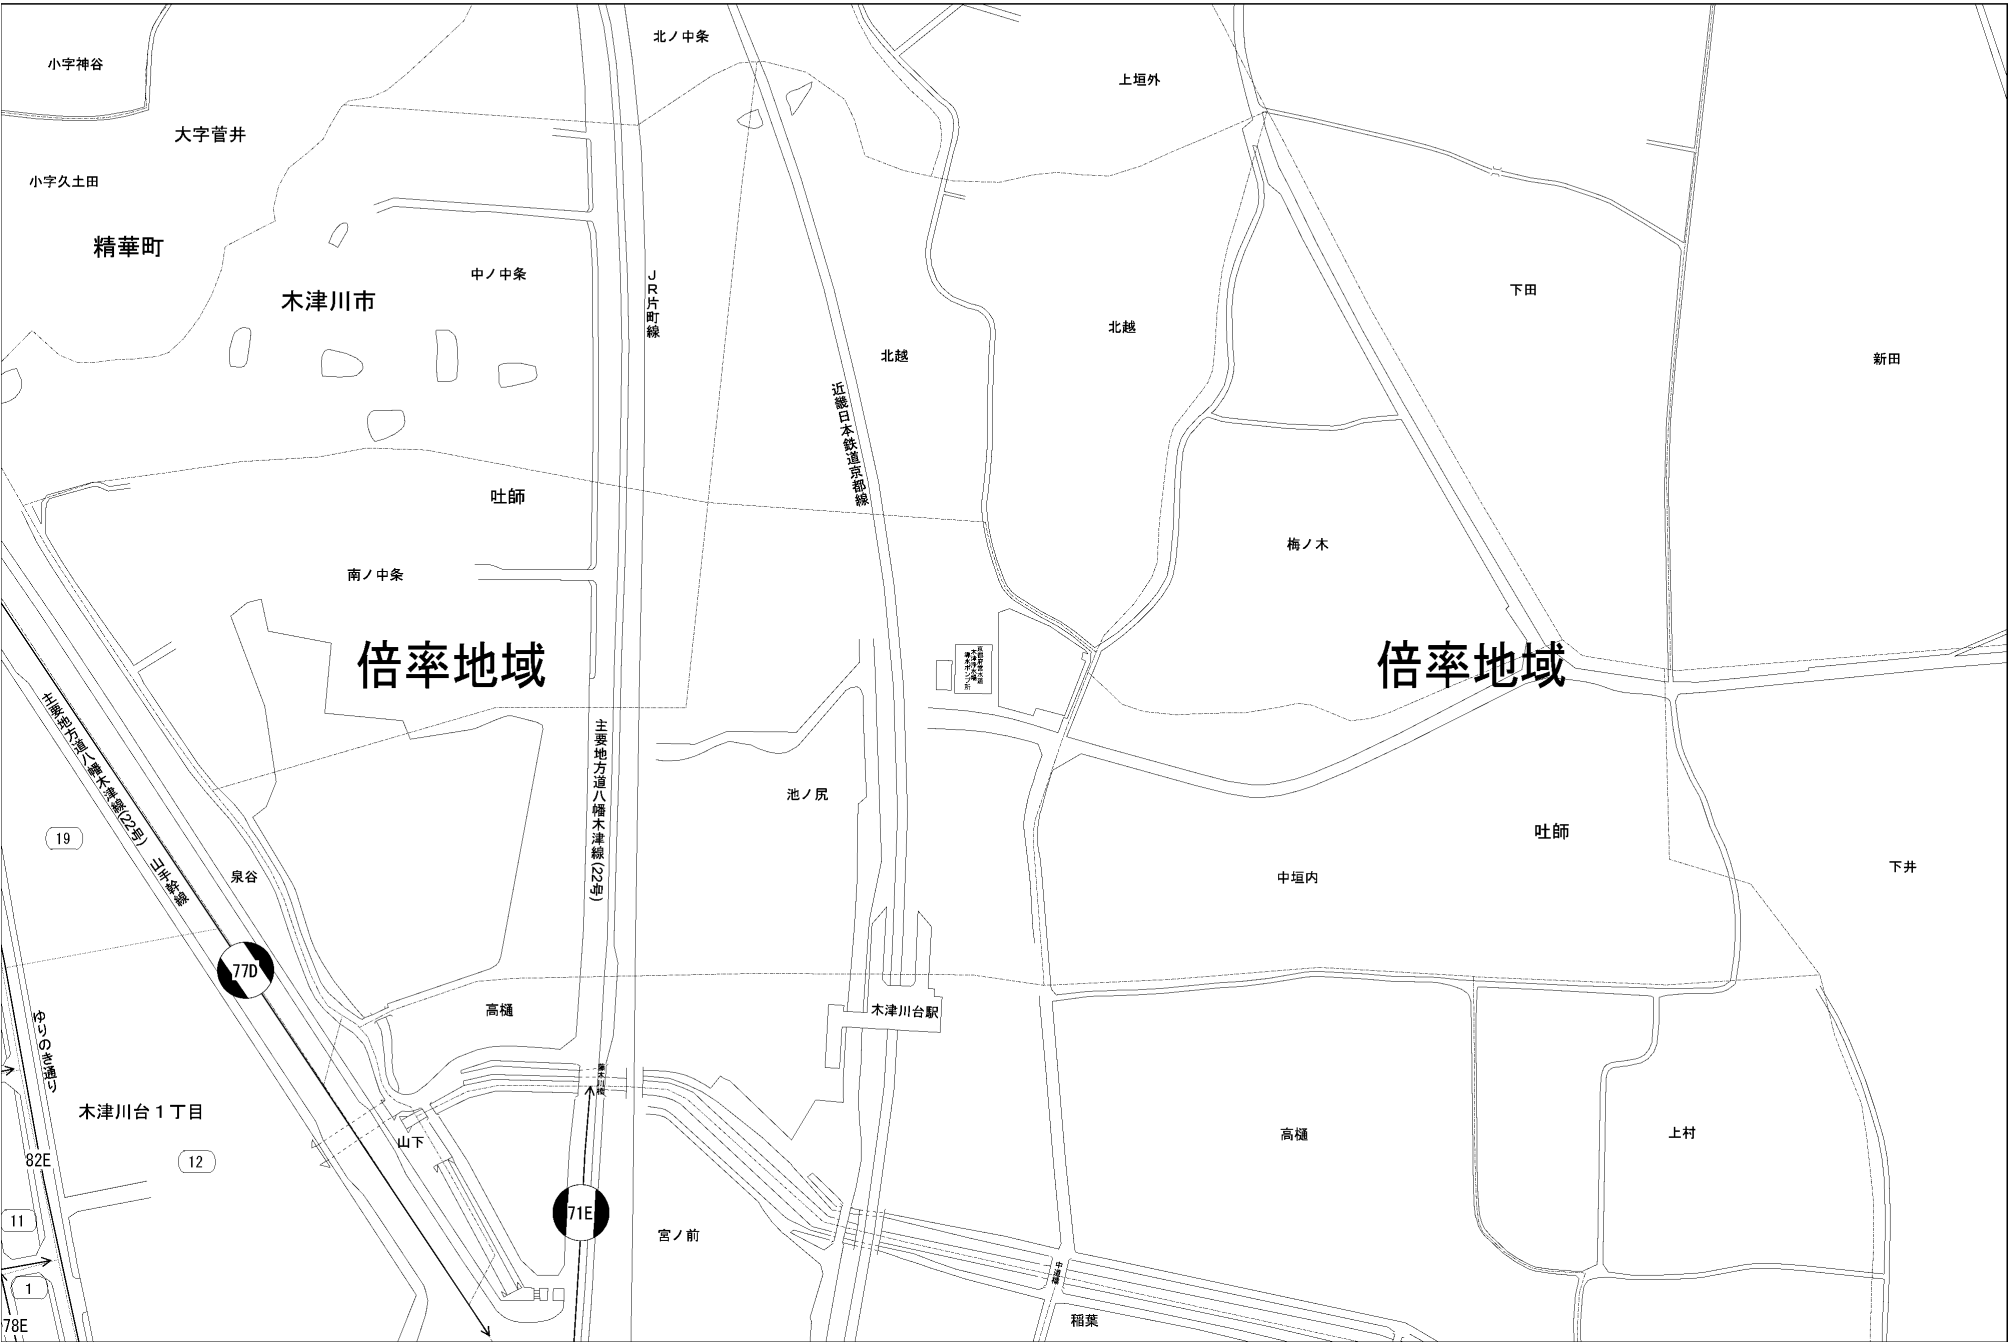 北ノ中条
小字神谷
上垣外
大字菅井
小字久土田
精華町
中ノ中条
木津川市
JR片町線
下田
北越
北越
新田
近畿日本鉄道京都線
吐師
梅ノ木
南ノ中条
倍率地域
倍率地域
主要地方道八幡木津線(22号) 山手幹線
主要地方道八幡木津線(22号)
池ノ尻
19
吐師
泉谷
中垣内
下井
77D
高樋
木津川台駅
ゆりのき通り
木津川台1丁目
12
山下
高樋
上村
82E
11
71E
宮ノ前
中道橋
1
78E
稲葉